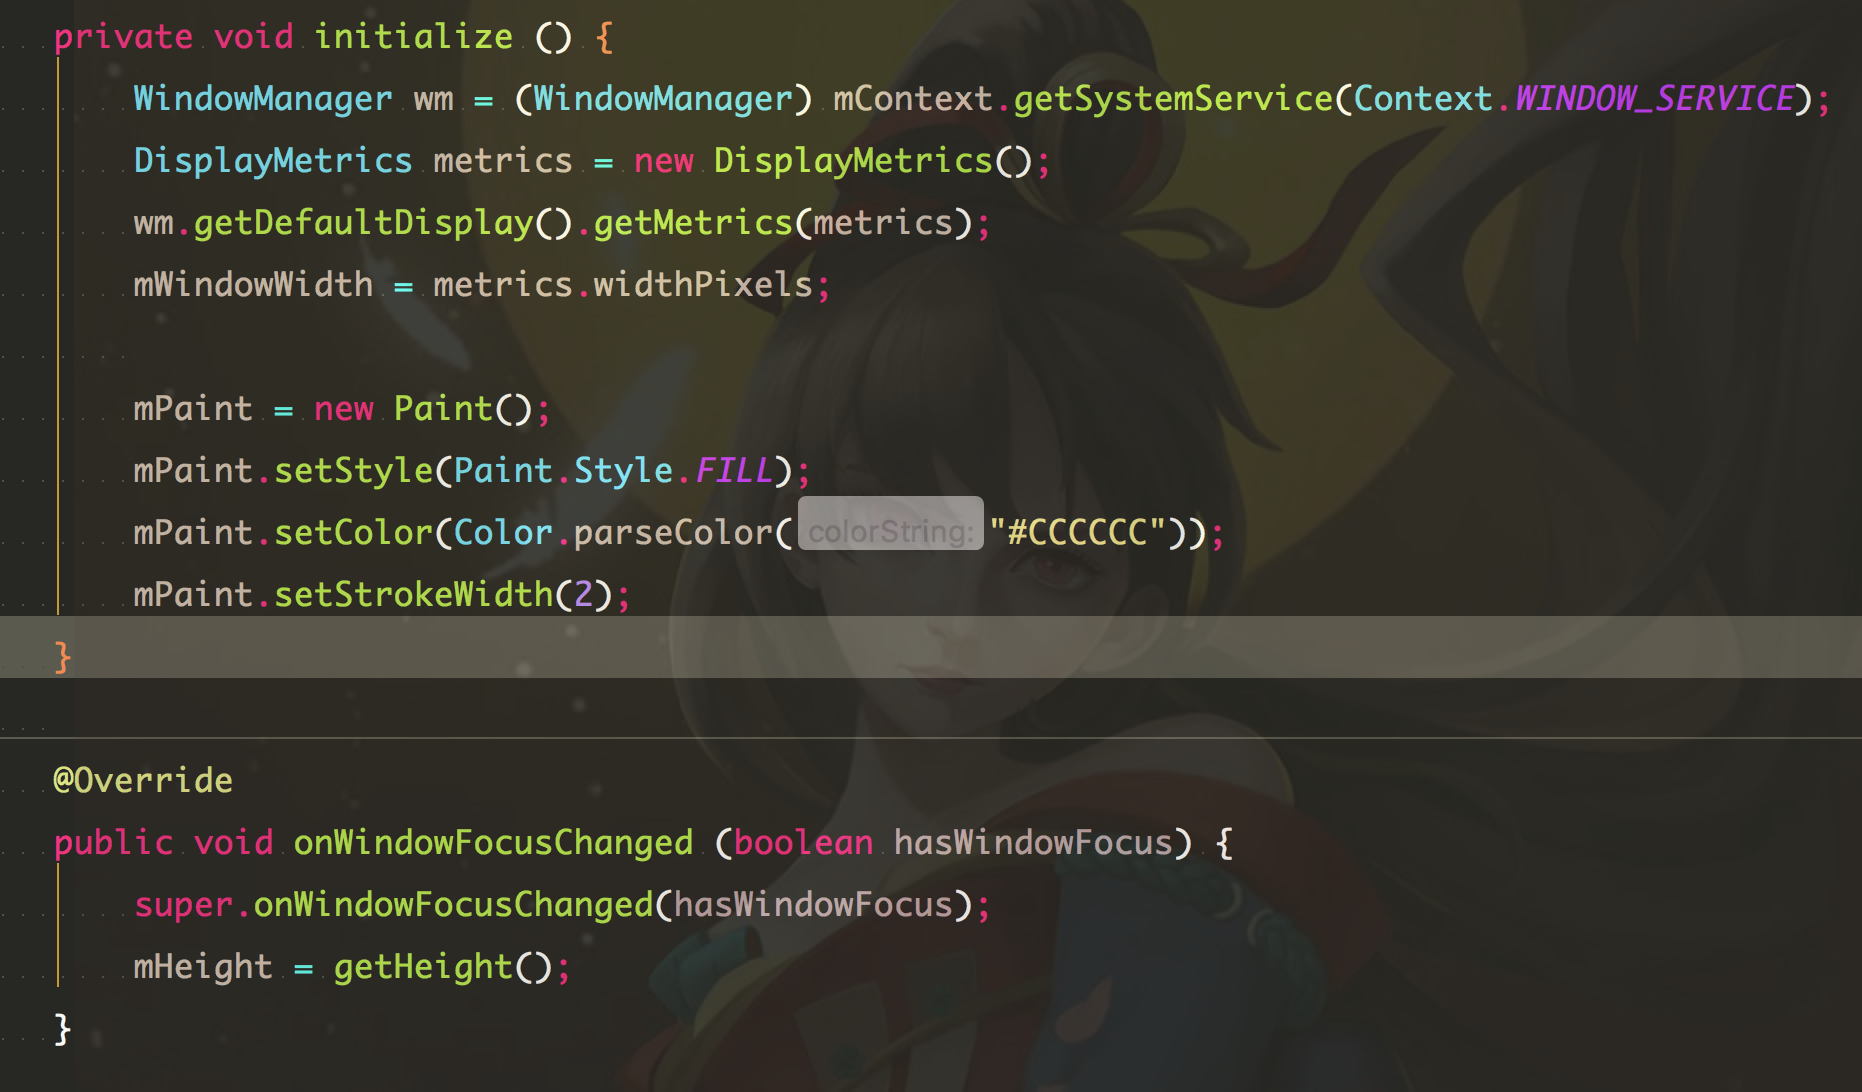 private void initialize () {
WindowManager wm = (WindowManager) mContext.getSystemService(Context.WINDOW_SERVICE);
DisplayMetrics metrics = new DisplayMetrics();
wm.getDefaultDisplay().getMetrics(metrics);
mWindowWidth = metrics.widthPixels;
mPaint = new Paint();
mPaint.setStyle(Paint.Style.FILL);
mPaint.setColor(Color.parseColor( colorString: "#CCCCCC"));
mPaint.setStrokeWidth(2);
}
@Override
public void onWindowFocusChanged (boolean hasWindowFocus) {
super.onWindowFocusChanged(hasWindowFocus);
mHeight = getHeight();
}